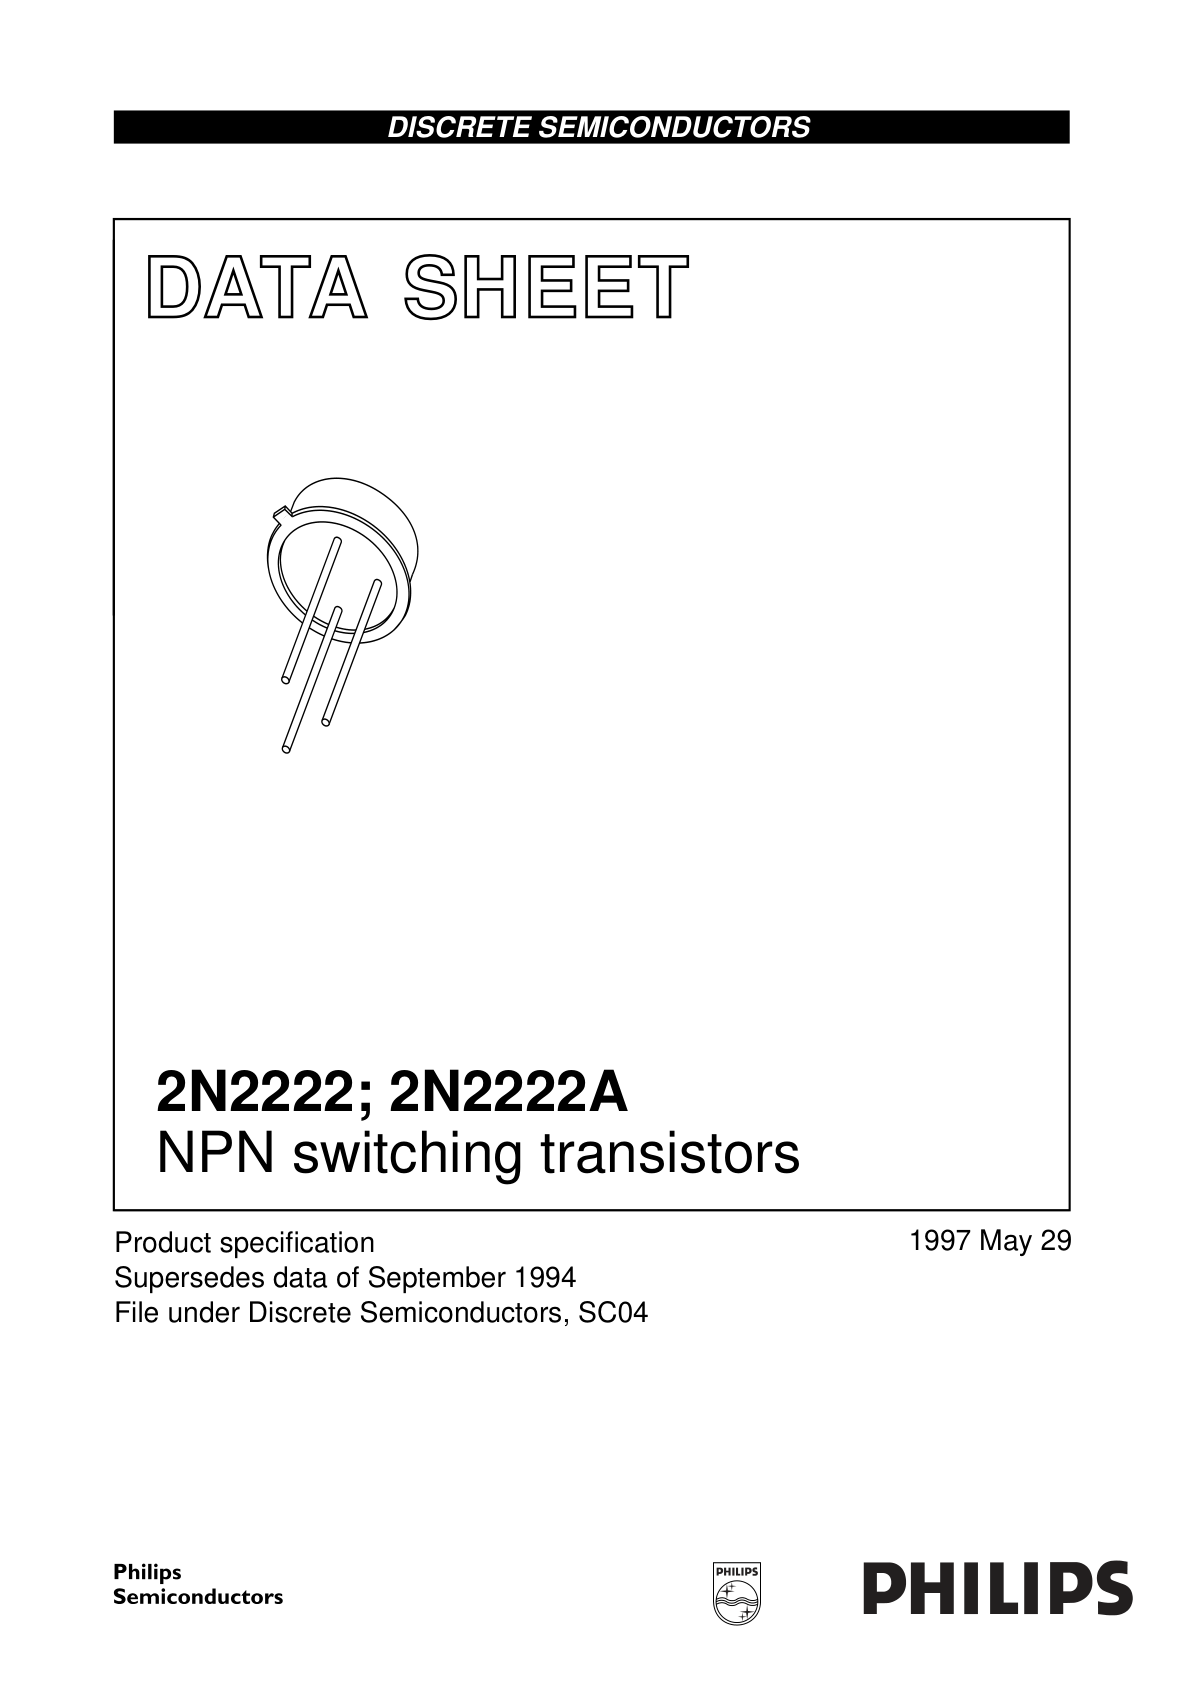 DISCRETE SEMICONDUCTORS
DATA SHEET
2N2222; 2N2222A
NPN switching transistors
Product specification
1997 May 29
Supersedes data of September 1994
File under Discrete Semiconductors, SC04
Philips
Semiconductors
PHILIPS
PHILIPS